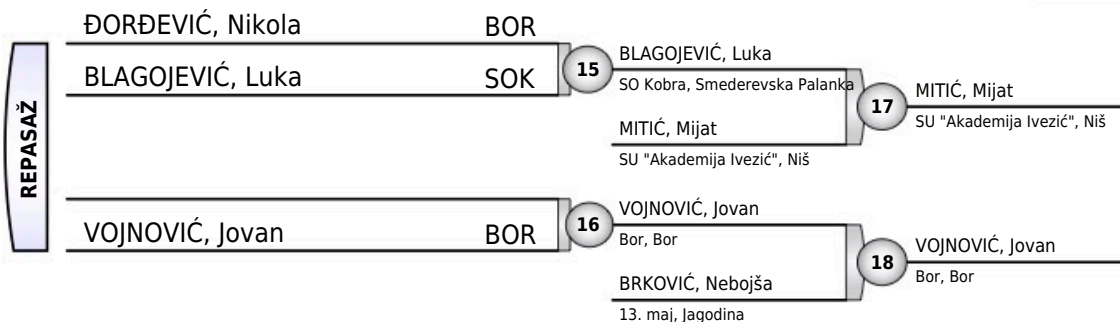 REPASAŽ
ĐORĐEVIĆ, Nikola BOR
BLAGOJEVIĆ, Luka SOK
15
BLAGOJEVIĆ, Luka
SO Kobra, Smederevska Palanka
MITIĆ, Mijat
SU "Akademija Ivezić", Niš
17
MITIĆ, Mijat
SU "Akademija Ivezić", Niš
VOJNOVIĆ, Jovan BOR
16
VOJNOVIĆ, Jovan
Bor, Bor
BRKOVIĆ, Nebojša
13. maj, Jagodina
18
VOJNOVIĆ, Jovan
Bor, Bor